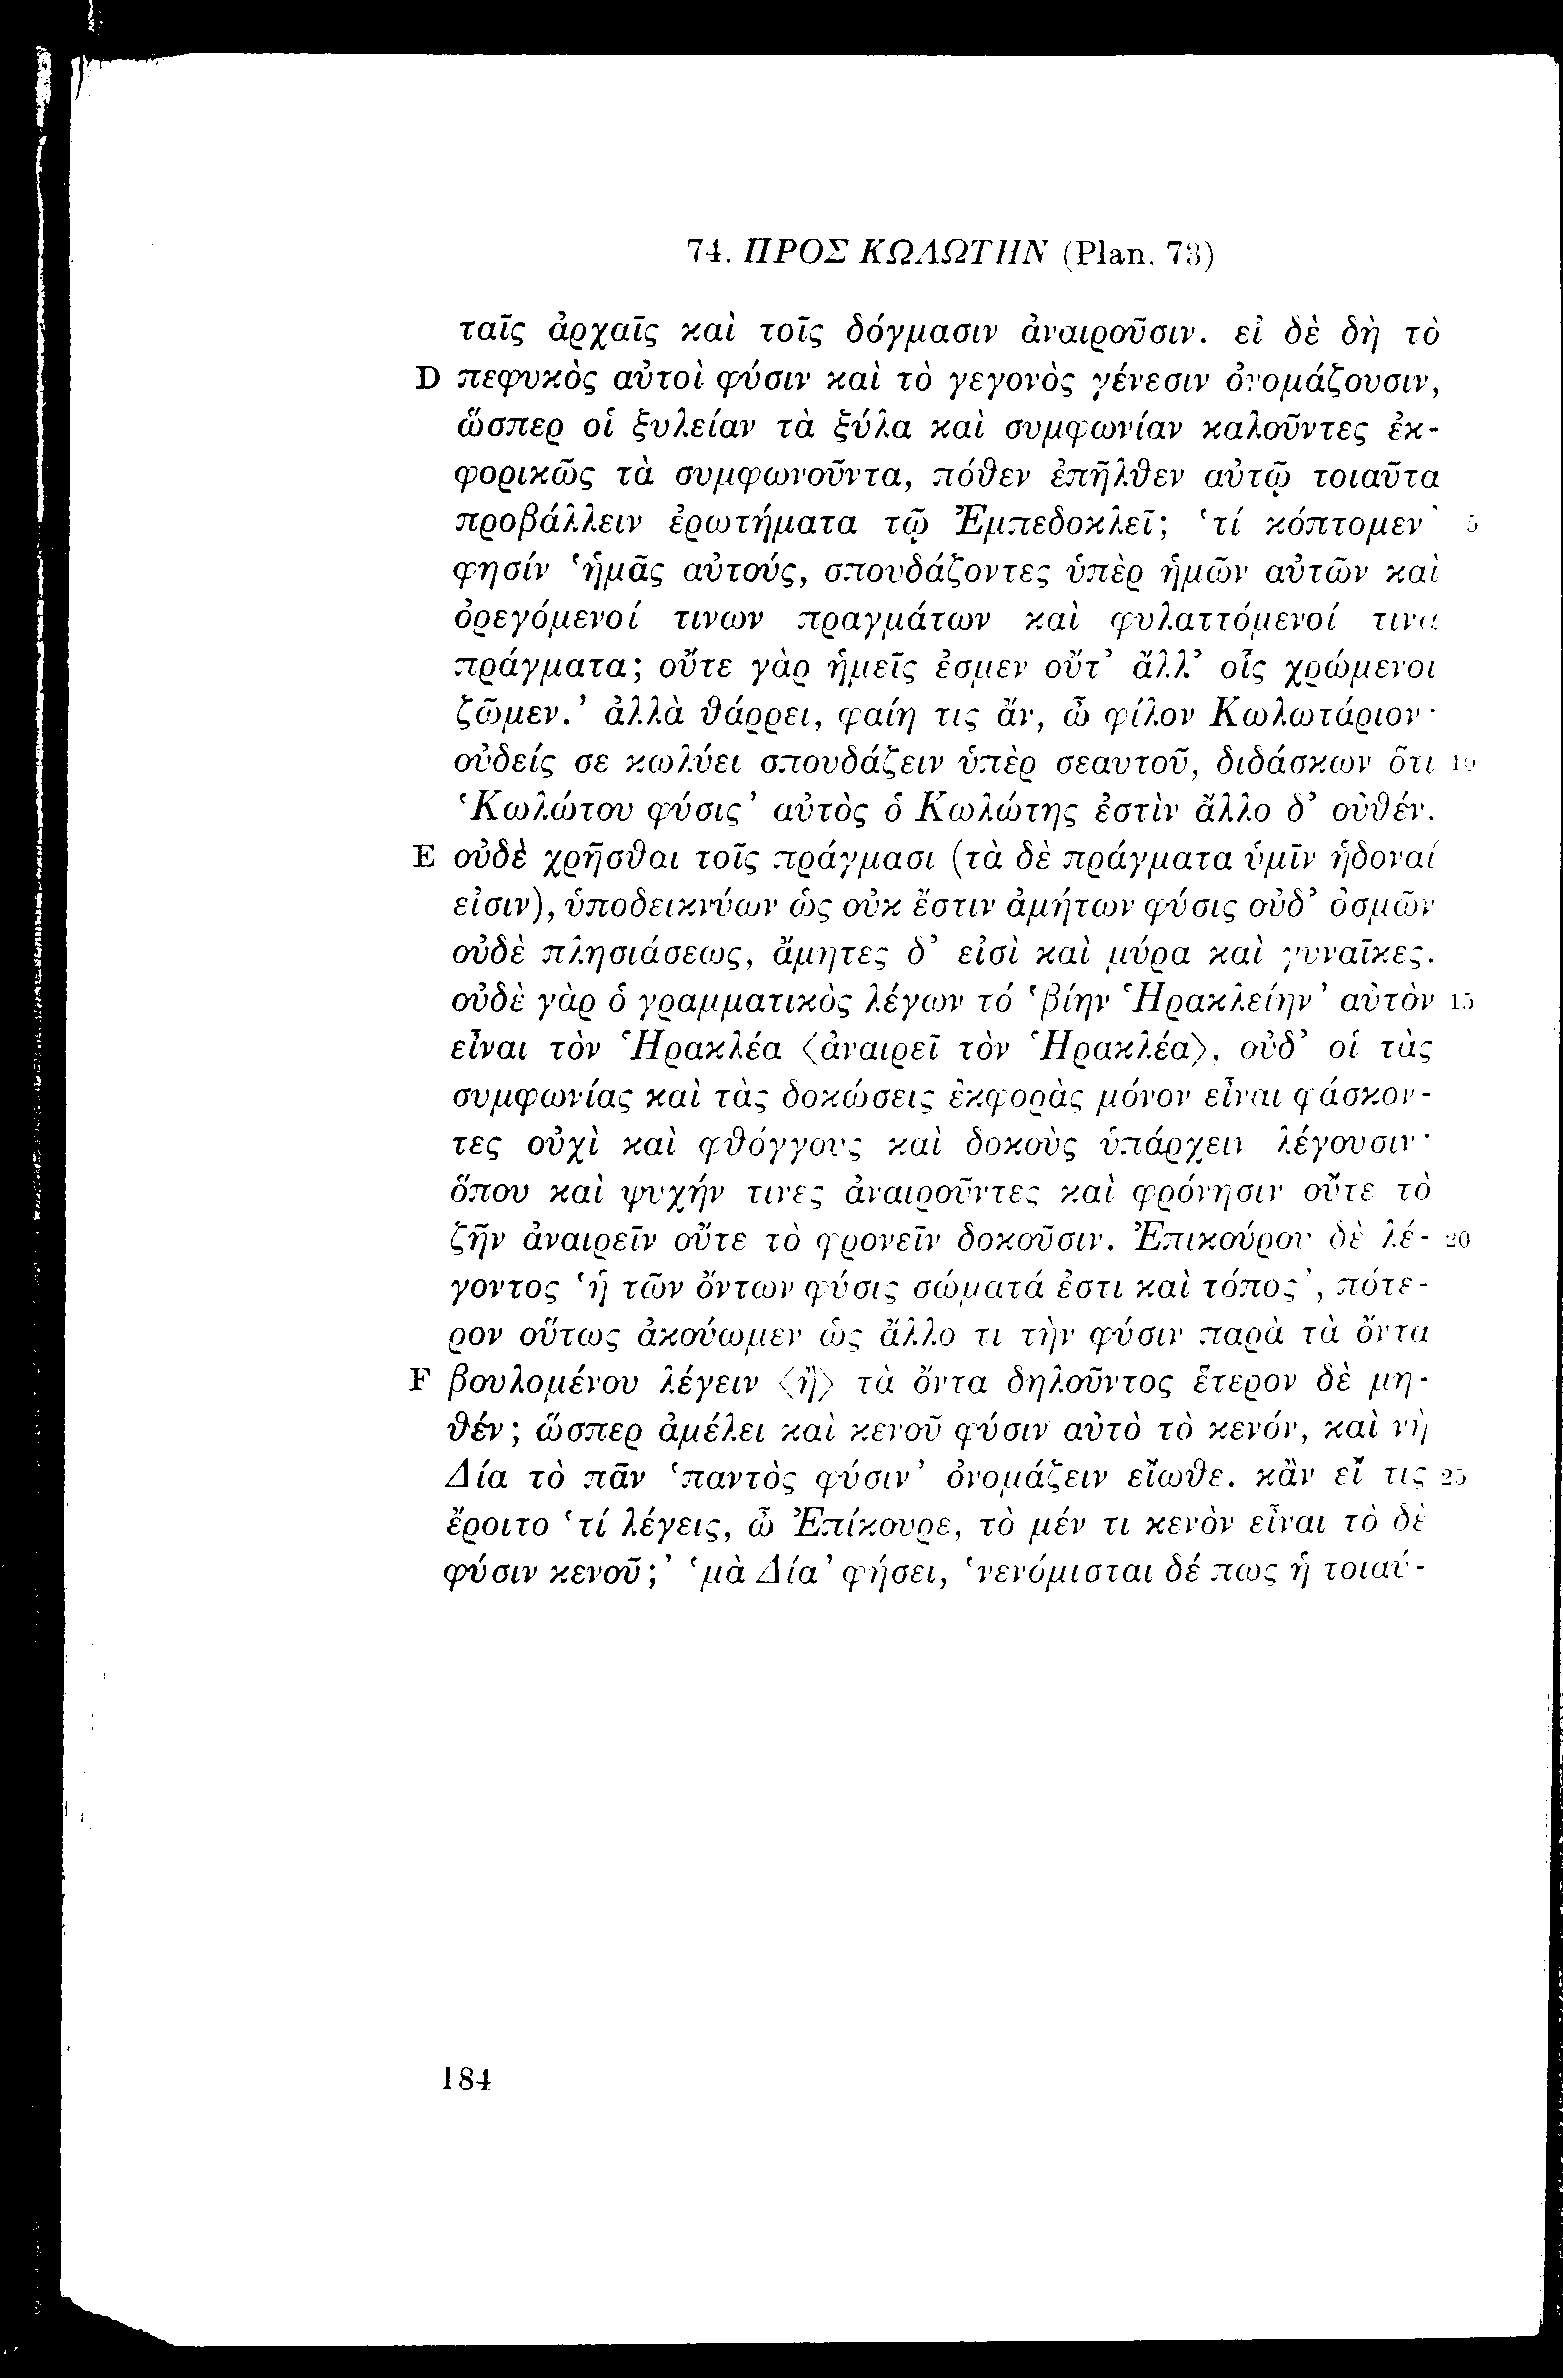 74. ΠΡΟΣ ΚΩΛΩΤΗΝ (Plan. 73)
ταῖς ἀρχαῖς καὶ τοῖς δόγμασιν ἀναιροῦσιν. εἰ δὲ δὴ τὸ
D πεφυκὸς αὐτοὶ φύσιν καὶ τὸ γεγονὸς γένεσιν ὀνομάζουσιν,
ὥσπερ οἱ ξυλείαν τὰ ξύλα καὶ συμφωνίαν καλοῦντες ἐκ-
φορικῶς τὰ συμφωνοῦντα, πόθεν ἐπῆλθεν αὐτῷ τοιαῦτα
προβάλλειν ἐρωτήματα τῷ Ἐμπεδοκλεῖ; ‘τί κόπτομεν’ 5
φησίν ‘ἡμᾶς αὐτούς, σπουδάζοντες ὑπὲρ ἡμῶν αὐτῶν καὶ
ὀρεγόμενοί τινων πραγμάτων καὶ φυλαττόμενοί τινα
πράγματα; οὔτε γὰρ ἡμεῖς ἐσμεν οὔτ’ ἄλλ’ οἷς χρώμενοι
ζῶμεν.’ ἀλλὰ θάρρει, φαίη τις ἄν, ὦ φίλον Κωλωτάριον·
οὐδείς σε κωλύει σπουδάζειν ὑπὲρ σεαυτοῦ, διδάσκων ὅτι 10
‘Κωλώτου φύσις’ αὐτὸς ὁ Κωλώτης ἐστὶν ἄλλο δ’ οὐθέν.
E οὐδὲ χρῆσθαι τοῖς πράγμασι (τὰ δὲ πράγματα ὑμῖν ἡδοναί
εἰσιν), ὑποδεικνύων ὡς οὐκ ἔστιν ἀμήτων φύσις οὐδ’ ὀσμῶν
οὐδὲ πλησιάσεως, ἄμητες δ’ εἰσὶ καὶ μύρα καὶ γυναῖκες.
οὐδὲ γὰρ ὁ γραμματικὸς λέγων τό ‘βίην Ἡρακλείην’ αὐτὸν 15
εἶναι τὸν Ἡρακλέα ⟨ἀναιρεῖ τὸν Ἡρακλέα⟩, οὐδ’ οἱ τὰς
συμφωνίας καὶ τὰς δοκώσεις ἐκφορὰς μόνον εἶναι φάσκον-
τες οὐχὶ καὶ φθόγγους καὶ δοκοὺς ὑπάρχειν λέγουσιν·
ὅπου καὶ ψυχήν τινες ἀναιροῦντες καὶ φρόνησιν οὔτε τὸ
ζῆν ἀναιρεῖν οὔτε τὸ φρονεῖν δοκοῦσιν. Ἐπικούρου δὲ λέ- 20
γοντος ‘ἡ τῶν ὄντων φύσις σώματά ἐστι καὶ τόπος’, πότε-
ρον οὕτως ἀκούωμεν ὡς ἄλλο τι τὴν φύσιν παρὰ τὰ ὄντα
F βουλομένου λέγειν ⟨ἢ⟩ τὰ ὄντα δηλοῦντος ἕτερον δὲ μη-
θέν; ὥσπερ ἀμέλει καὶ κενοῦ φύσιν αὐτὸ τὸ κενόν, καὶ νὴ
Δία τὸ πᾶν ‘παντὸς φύσιν’ ὀνομάζειν εἴωθε. κἂν εἴ τις 25
ἔροιτο ‘τί λέγεις, ὦ Ἐπίκουρε, τὸ μέν τι κενὸν εἶναι τὸ δὲ
φύσιν κενοῦ;’ ‘μὰ Δία’ φήσει, ‘νενόμισται δέ πως ἡ τοιαύ-
184